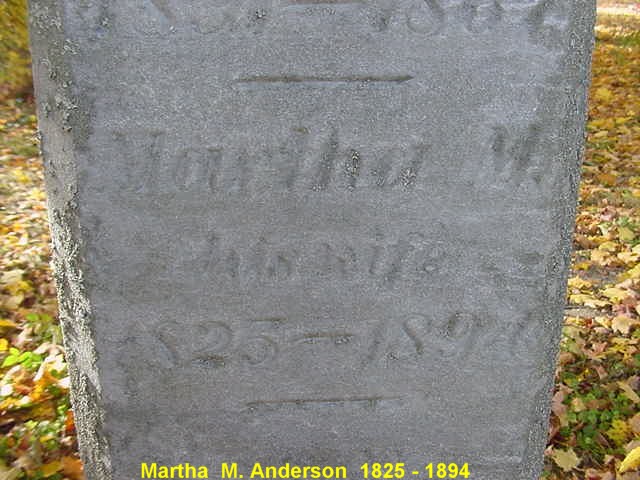 Martha M.
his wife
1825 — 1894
Martha M. Anderson 1825 - 1894